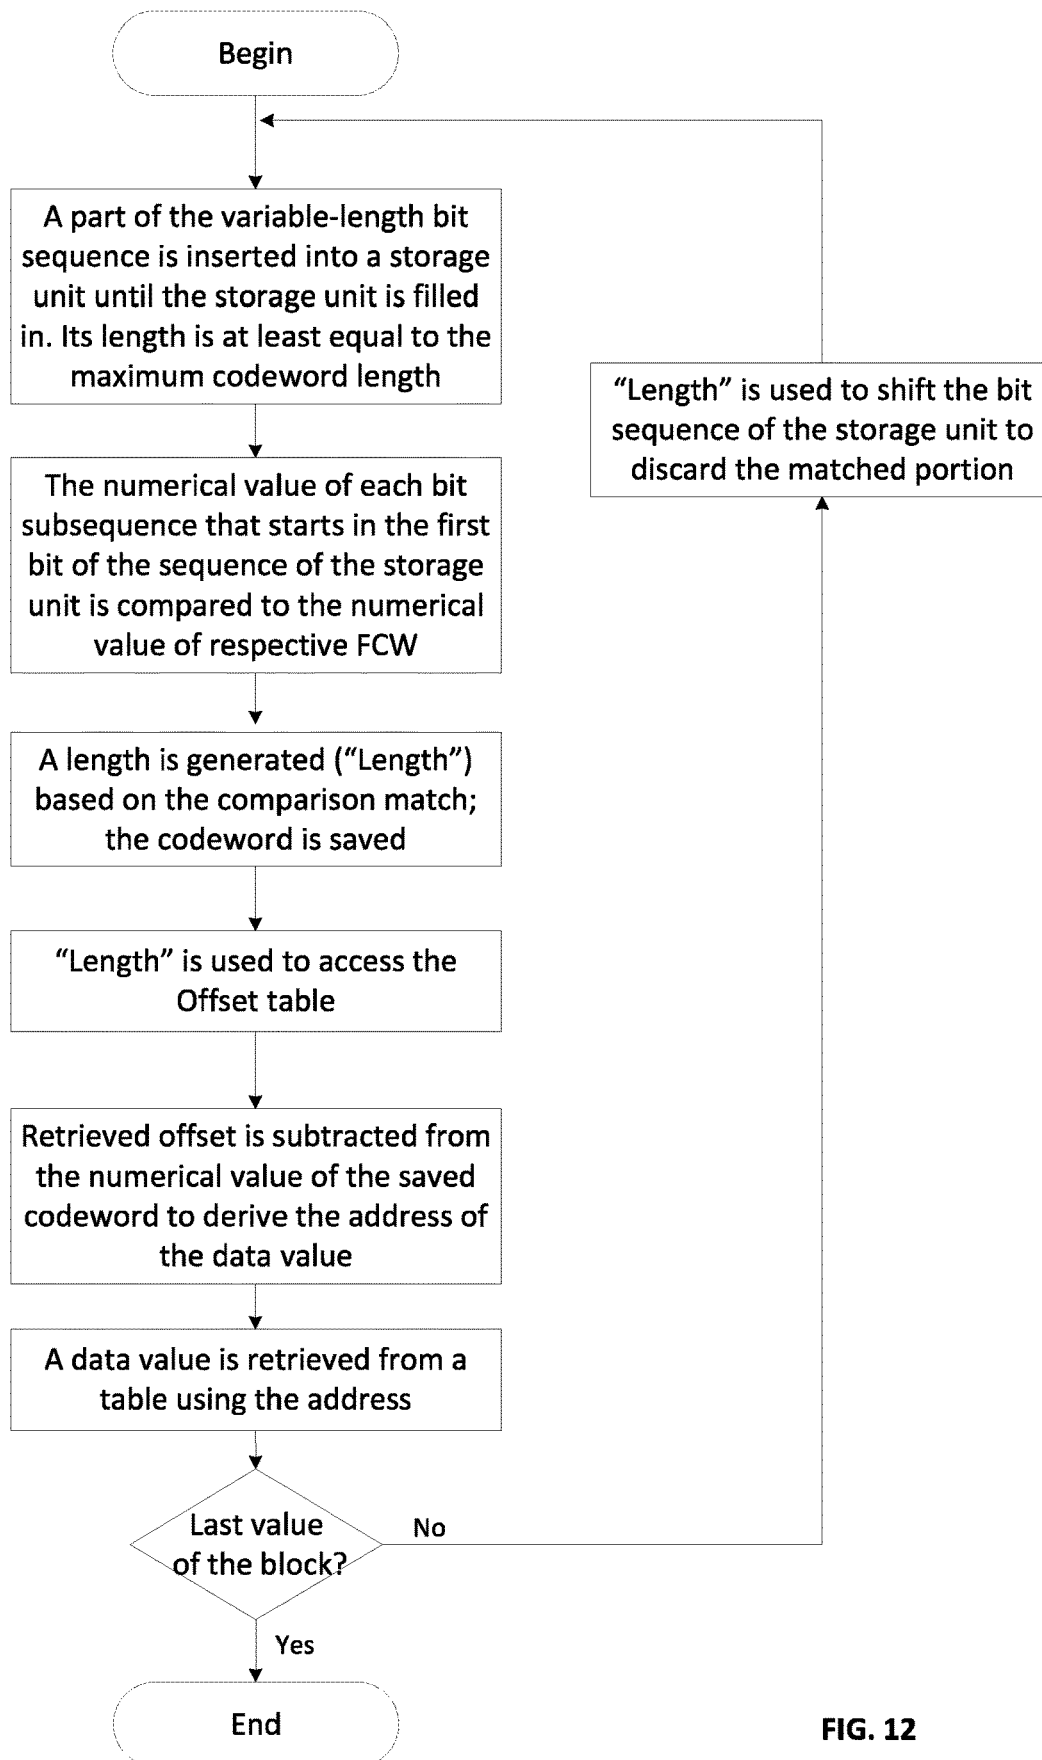 Begin
A part of the variable-length bit
sequence is inserted into a storage
unit until the storage unit is filled
in. Its length is at least equal to the
maximum codeword length
“Length” is used to shift the bit
sequence of the storage unit to
discard the matched portion
The numerical value of each bit
subsequence that starts in the first
bit of the sequence of the storage
unit is compared to the numerical
value of respective FCW
A length is generated (“Length”)
based on the comparison match;
the codeword is saved
“Length” is used to access the
Offset table
Retrieved offset is subtracted from
the numerical value of the saved
codeword to derive the address of
the data value
A data value is retrieved from a
table using the address
Last value
of the block?
No
Yes
End
FIG. 12